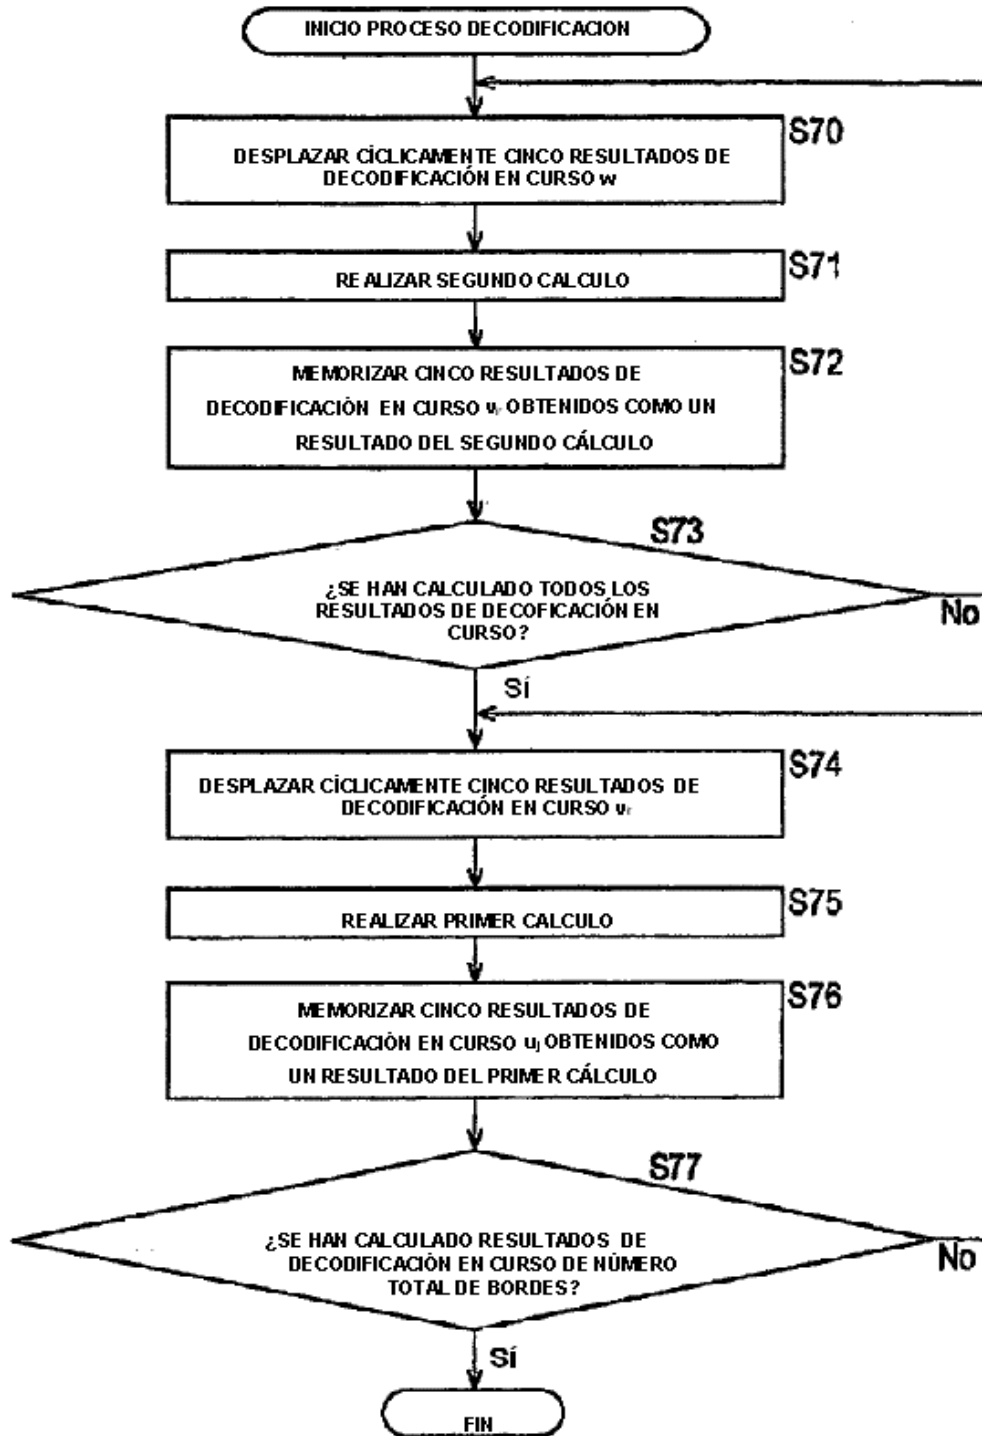 INICIO PROCESO DECODIFICACION
S70
DESPLAZAR CÍCLICAMENTE CINCO RESULTADOS DE
DECODIFICACIÓN EN CURSO w
S71
REALIZAR SEGUNDO CALCULO
S72
MEMORIZAR CINCO RESULTADOS DE
DECODIFICACIÓN EN CURSO OBTENIDOS COMO UN
RESULTADO DEL SEGUNDO CÁLCULO
S73
¿SE HAN CALCULADO TODOS LOS
RESULTADOS DE DECOFICACIÓN EN
CURSO?
No
Sí
S74
DESPLAZAR CÍCLICAMENTE CINCO RESULTADOS DE
DECODIFICACIÓN EN CURSO
S75
REALIZAR PRIMER CALCULO
S76
MEMORIZAR CINCO RESULTADOS DE
DECODIFICACIÓN EN CURSO uj OBTENIDOS COMO
UN RESULTADO DEL PRIMER CÁLCULO
S77
¿SE HAN CALCULADO RESULTADOS DE
DECODIFICACIÓN EN CURSO DE NÚMERO
TOTAL DE BORDES?
No
Sí
FIN